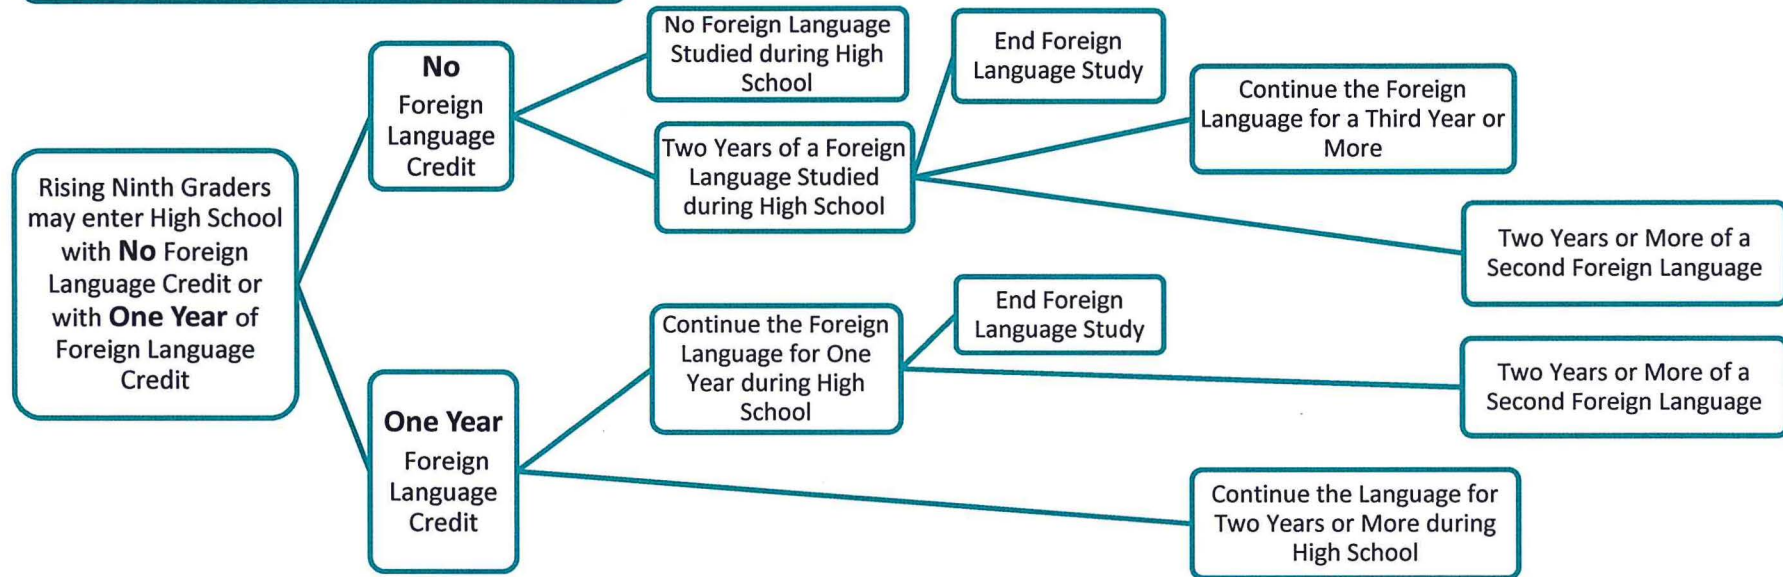 Rising Ninth Graders
may enter High School
with No Foreign
Language Credit or
with One Year of
Foreign Language
Credit
No
Foreign
Language
Credit
No Foreign Language
Studied during High
School
Two Years of a Foreign
Language Studied
during High School
End Foreign
Language Study
Continue the Foreign
Language for a Third Year or
More
Two Years or More of a
Second Foreign Language
One Year
Foreign
Language
Credit
Continue the Foreign
Language for One
Year during High
School
End Foreign
Language Study
Two Years or More of a
Second Foreign Language
Continue the Language for
Two Years or More during
High School